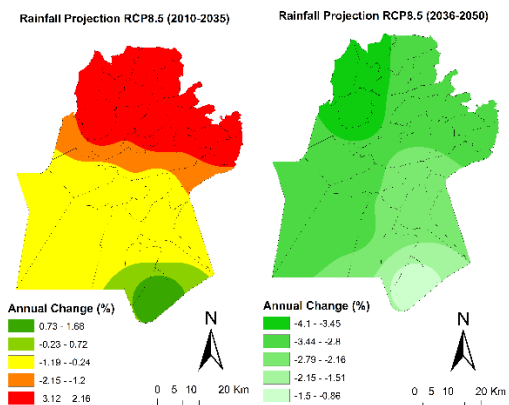 Rainfall Projection RCP8.5 (2010-2035)
Annual Change (%)
0.73 - 1.68
-0.23 - 0.72
-1.19 - -0.24
-2.15 - -1.2
3.12 2.16
N
0 5 10 20 Km
Rainfall Projection RCP8.5 (2036-2050)
Annual Change (%)
-4.1 - -3.45
-3.44 - -2.8
-2.79 - -2.16
-2.15 - -1.51
-1.5 - -0.86
N
0 5 10 20 Km